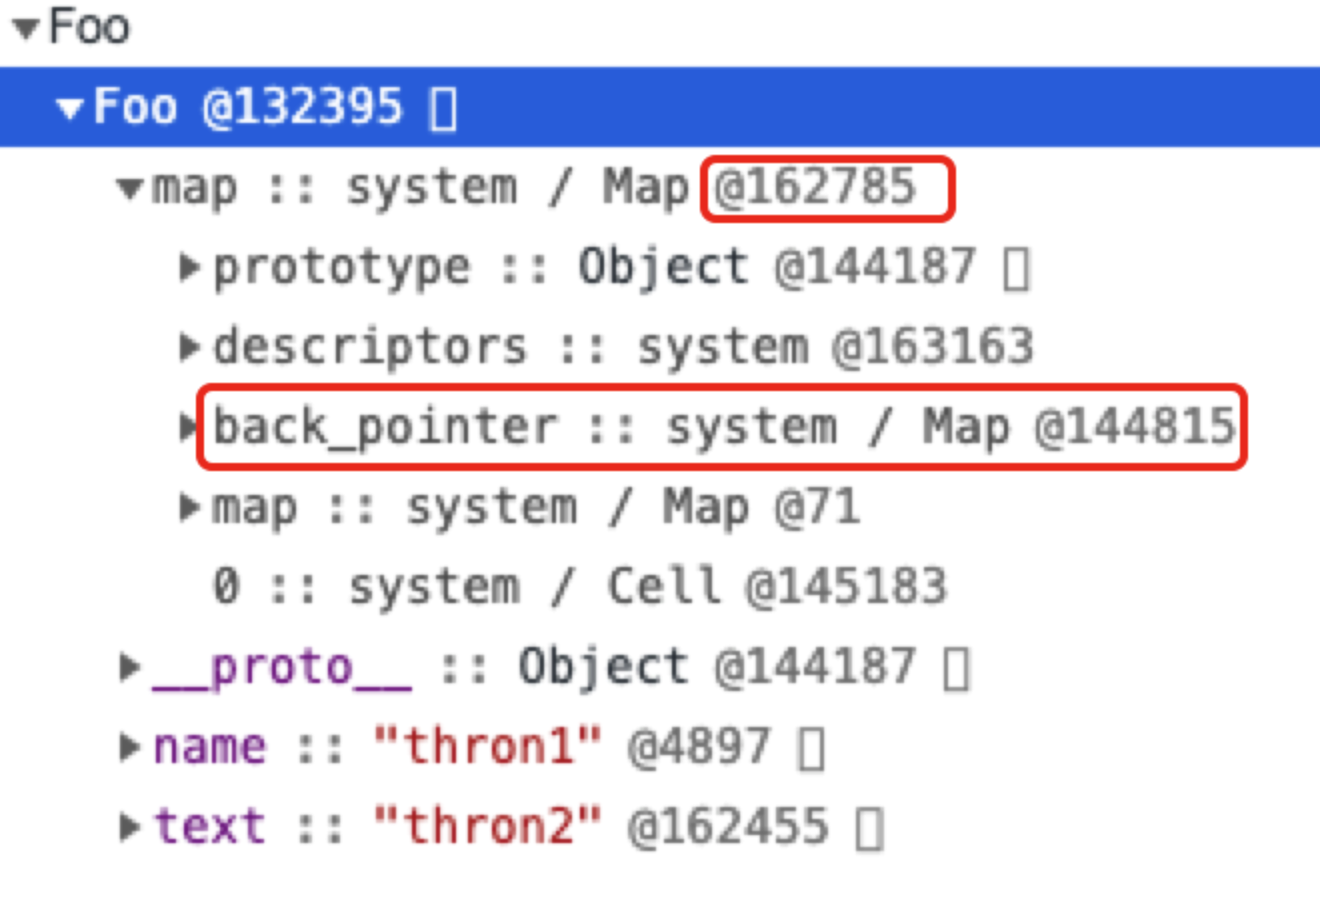 Foo
Foo @132395
map :: system / Map @162785
prototype :: Object @144187
descriptors :: system @163163
back_pointer :: system / Map @144815
map :: system / Map @71
0 :: system / Cell @145183
__proto__ :: Object @144187
name :: "thron1" @4897
text :: "thron2" @162455